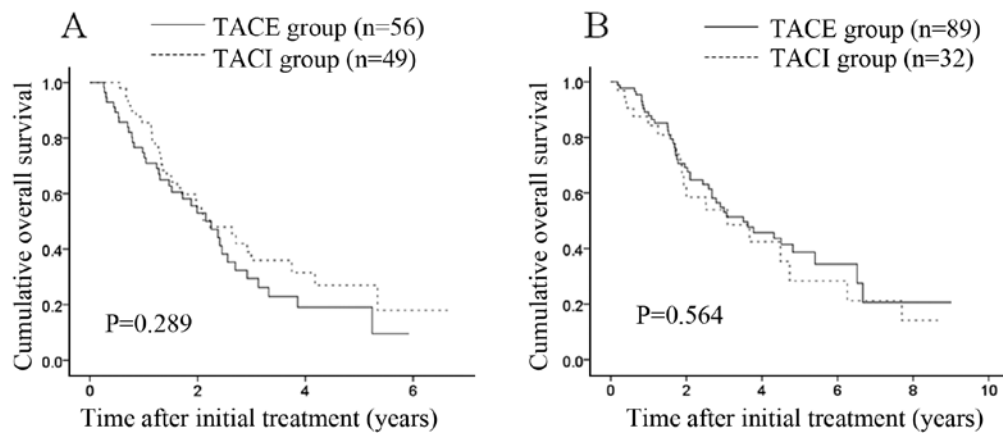 A
TACE group (n=56)
TACI group (n=49)
Cumulative overall survival
1.0
0.8
0.6
0.4
0.2
0.0
P=0.289
0 2 4 6
Time after initial treatment (years)
B
TACE group (n=89)
TACI group (n=32)
Cumulative overall survival
1.0
0.8
0.6
0.4
0.2
0.0
P=0.564
0 2 4 6 8 10
Time after initial treatment (years)